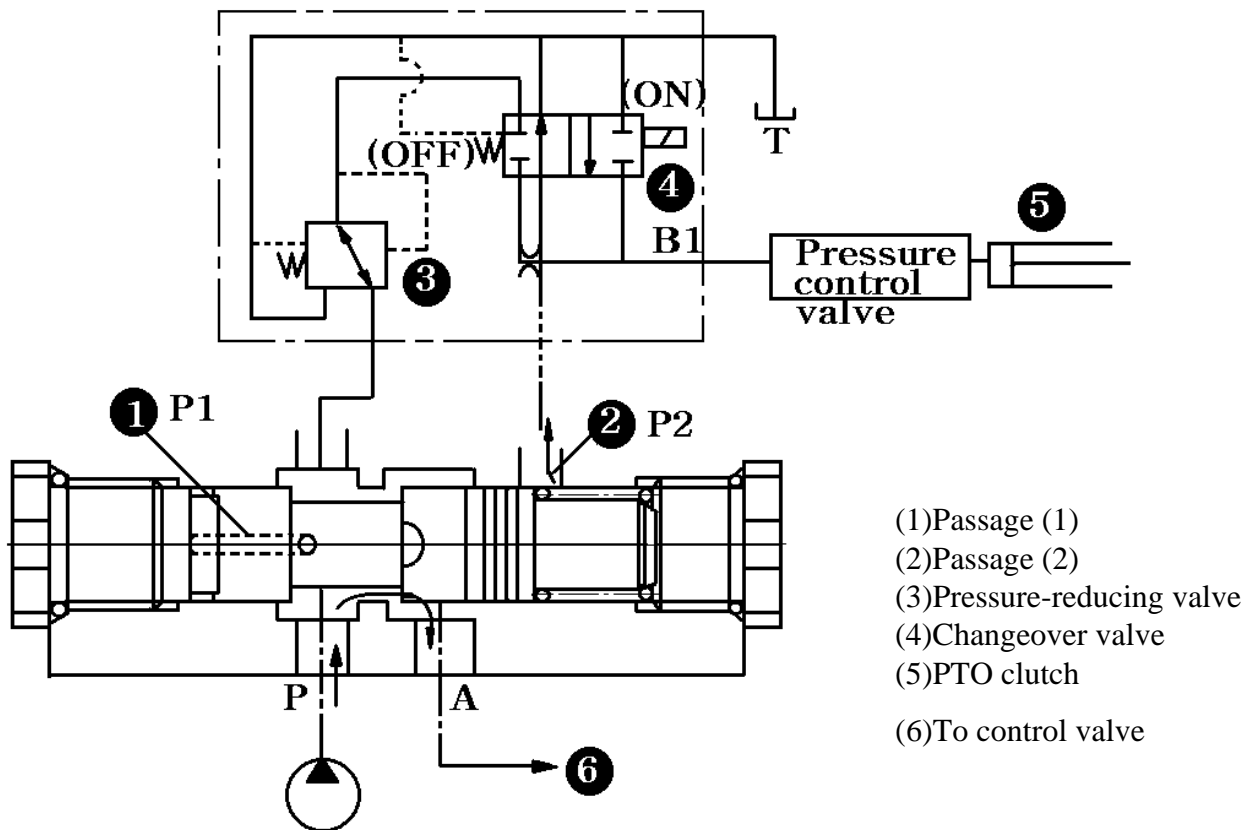 (ON)
T
(OFF)
4
5
B1
Pressure
control
valve
3
1 P1
2 P2
P
A
6
(1)Passage (1)
(2)Passage (2)
(3)Pressure-reducing valve
(4)Changeover valve
(5)PTO clutch
(6)To control valve